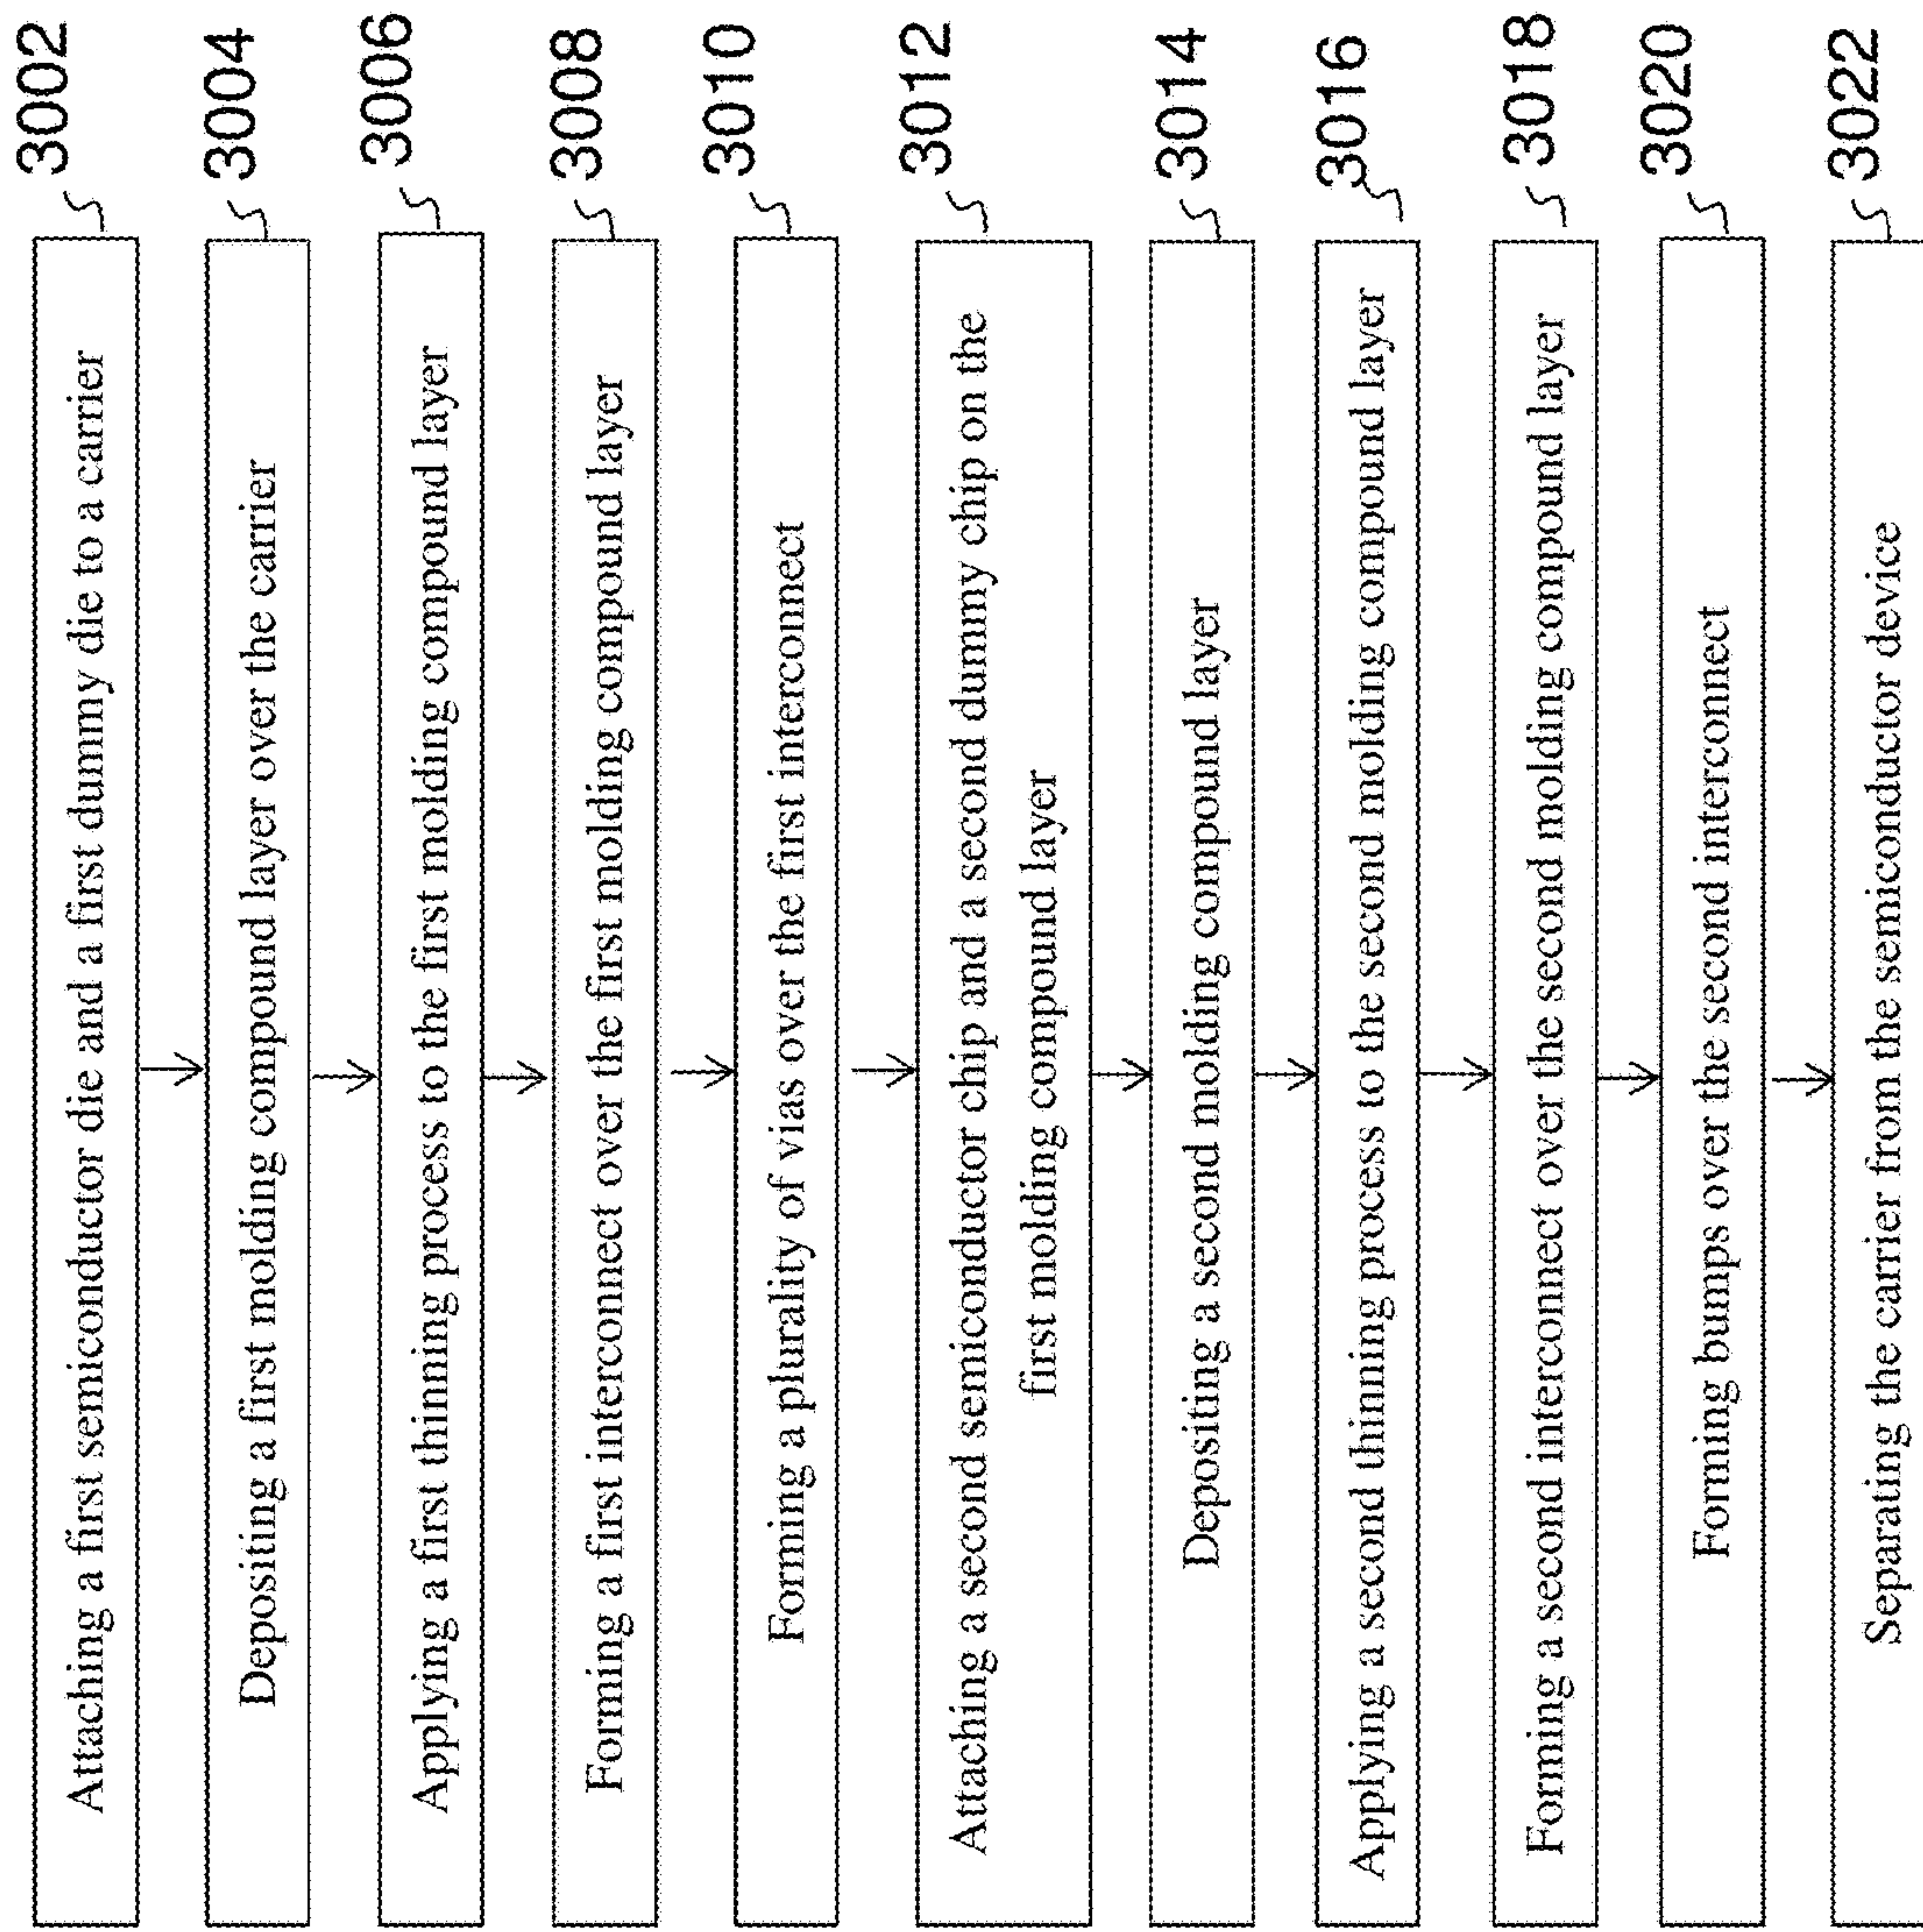 Attaching a first semiconductor die and a first dummy die to a carrier
3002
Depositing a first molding compound layer over the carrier
3004
Applying a first thinning process to the first molding compound layer
3006
Forming a first interconnect over the first molding compound layer
3008
Forming a plurality of vias over the first interconnect
3010
Attaching a second semiconductor chip and a second dummy chip on the
first molding compound layer
3012
Depositing a second molding compound layer
3014
Applying a second thinning process to the second molding compound layer
3016
Forming a second interconnect over the second molding compound layer
3018
Forming bumps over the second interconnect
3020
Separating the carrier from the semiconductor device
3022